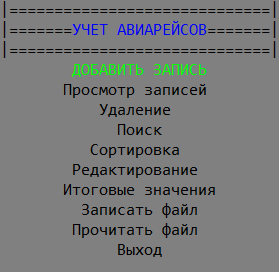 |=============================|
|=======УЧЕТ АВИАРЕЙСОВ=======|
|=============================|
ДОБАВИТЬ ЗАПИСЬ
Просмотр записей
Удаление
Поиск
Сортировка
Редактирование
Итоговые значения
Записать файл
Прочитать файл
Выход